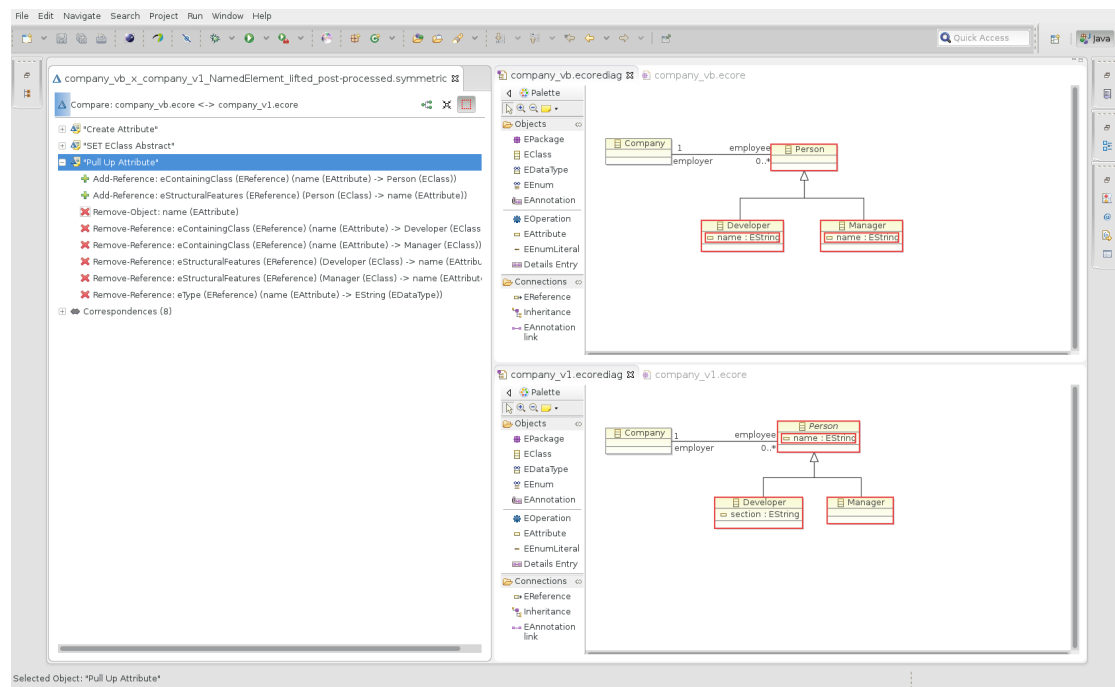 File Edit Navigate Search Project Run Window Help
Quick Access
Java
company_vb_x_company_v1_NamedElement_lifted_post-processed.symmetric
Compare: company_vb.ecore <-> company_v1.ecore
"Create Attribute"
"SET EClass Abstract"
"Pull Up Attribute"
Add-Reference: eContainingClass (EReference) (name (EAttribute) -> Person (EClass))
Add-Reference: eStructuralFeatures (EReference) (Person (EClass) -> name (EAttribute))
Remove-Object: name (EAttribute)
Remove-Reference: eContainingClass (EReference) (name (EAttribute) -> Developer (EClass
Remove-Reference: eContainingClass (EReference) (name (EAttribute) -> Manager (EClass))
Remove-Reference: eStructuralFeatures (EReference) (Developer (EClass) -> name (EAttribu
Remove-Reference: eStructuralFeatures (EReference) (Manager (EClass) -> name (EAttribut
Remove-Reference: eType (EReference) (name (EAttribute) -> EString (EDataType))
Correspondences (8)
company_vb.ecorediag company_vb.ecore
Palette
Objects
EPackage
EClass
EDataType
EEnum
EAnnotation
EOperation
EAttribute
EEnumLiteral
Details Entry
Connections
EReference
Inheritance
EAnnotation
link
Company
1
employee
employer
0..*
Person
Developer
name : EString
Manager
name : EString
company_v1.ecorediag company_v1.ecore
Palette
Objects
EPackage
EClass
EDataType
EEnum
EAnnotation
EOperation
EAttribute
EEnumLiteral
Details Entry
Connections
EReference
Inheritance
EAnnotation
link
Company
1
employee
employer
0..*
Person
name : EString
Developer
section : EString
Manager
Selected Object: "Pull Up Attribute"